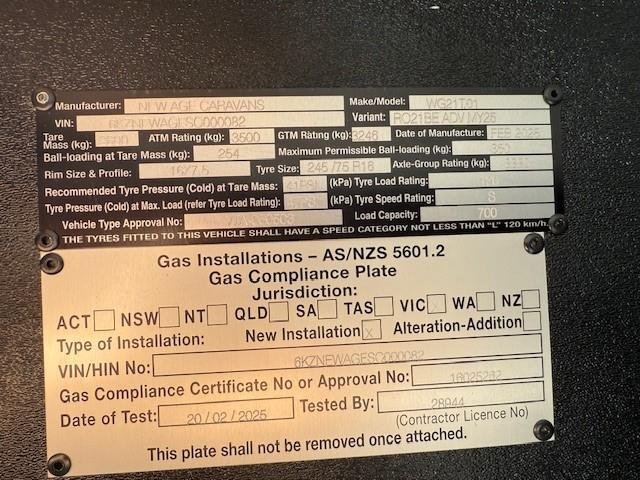 Manufacturer: NEW AGE CARAVANS Make/Model: WG21T.01
VIN: 6KZNEWAGESC000082 Variant: RO21BE ADV MY25
Tare Mass(kg): ATM Rating (kg): 3500 GTM Rating (kg): 3246 Date of Manufacture: FEB 2025
Ball-loading at Tare Mass (kg): 254 Maximum Permissible Ball-loading (kg): 350
Rim Size & Profile: 16X7.5 Tyre Size: 245 /75 R16 Axle-Group Rating (kg):
Recommended Tyre Pressure (Cold) at Tare Mass: (kPa) Tyre Load Rating:
Tyre Pressure (Cold) at Max. Load (refer Tyre Load Rating): (kPa) Tyre Speed Rating: S
Vehicle Type Approval No: Load Capacity: 700
THE TYRES FITTED TO THIS VEHICLE SHALL HAVE A SPEED CATEGORY NOT LESS THAN "L" 120 km/h.
Gas Installations – AS/NZS 5601.2
Gas Compliance Plate
Jurisdiction:
ACT NSW NT QLD SA TAS VIC WA NZ
Type of Installation: New Installation X Alteration-Addition
VIN/HIN No: 6KZNEWAGESC000082
Gas Compliance Certificate No or Approval No:
Date of Test: 20 / 02 / 2025 Tested By: 28944
(Contractor Licence No)
This plate shall not be removed once attached.